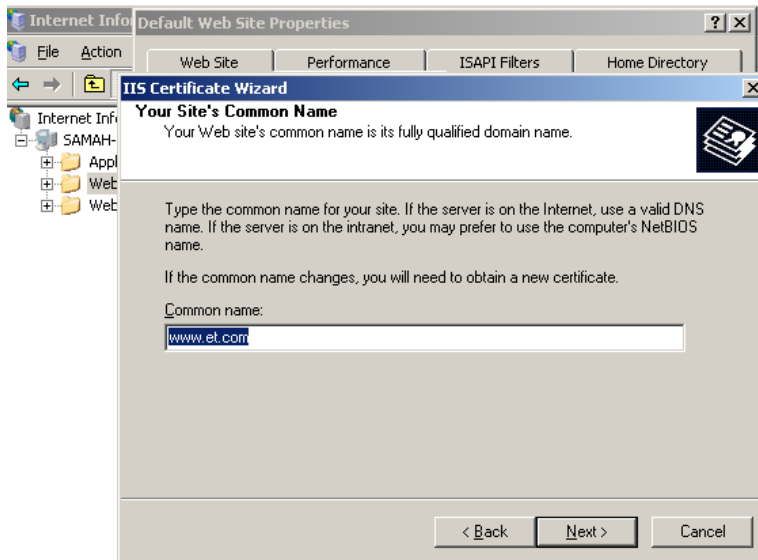 Internet Info
Default Web Site Properties
File Action
Web Site Performance ISAPI Filters Home Directory
IIS Certificate Wizard
Your Site's Common Name
Your Web site's common name is its fully qualified domain name.
Internet Info
SAMAH-
Appl
Web
Web
Type the common name for your site. If the server is on the Internet, use a valid DNS
name. If the server is on the intranet, you may prefer to use the computer's NetBIOS
name.
If the common name changes, you will need to obtain a new certificate.
Common name:
www.et.com
< Back Next > Cancel